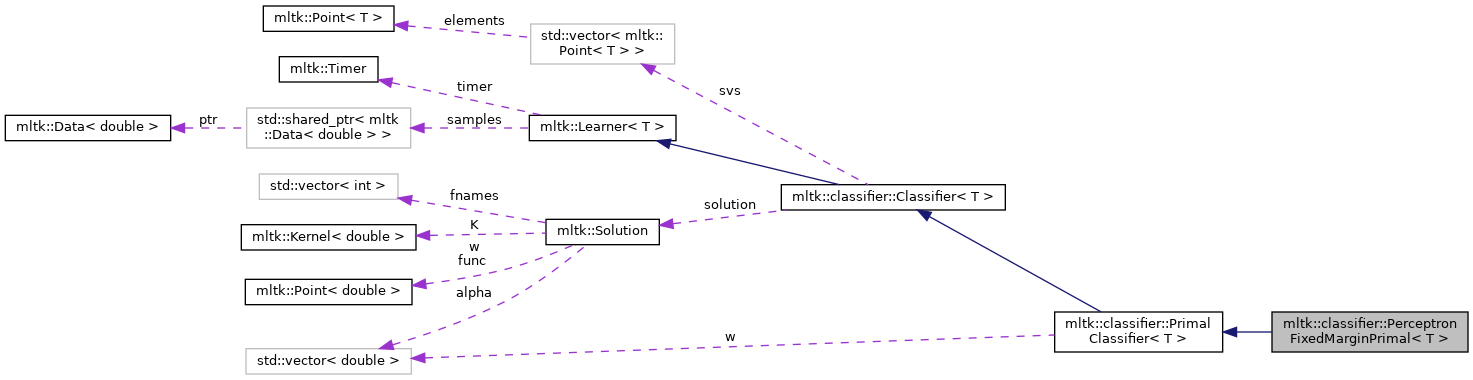 mltk::Point< T >
elements
std::vector< mltk::
Point< T > >
mltk::Timer
timer
svs
mltk::Data< double >
ptr
std::shared_ptr< mltk
::Data< double > >
samples
mltk::Learner< T >
std::vector< int >
fnames
mltk::classifier::Classifier< T >
solution
mltk::Kernel< double >
K
mltk::Solution
w
func
mltk::Point< double >
alpha
mltk::classifier::Primal
Classifier< T >
mltk::classifier::Perceptron
FixedMarginPrimal< T >
w
std::vector< double >